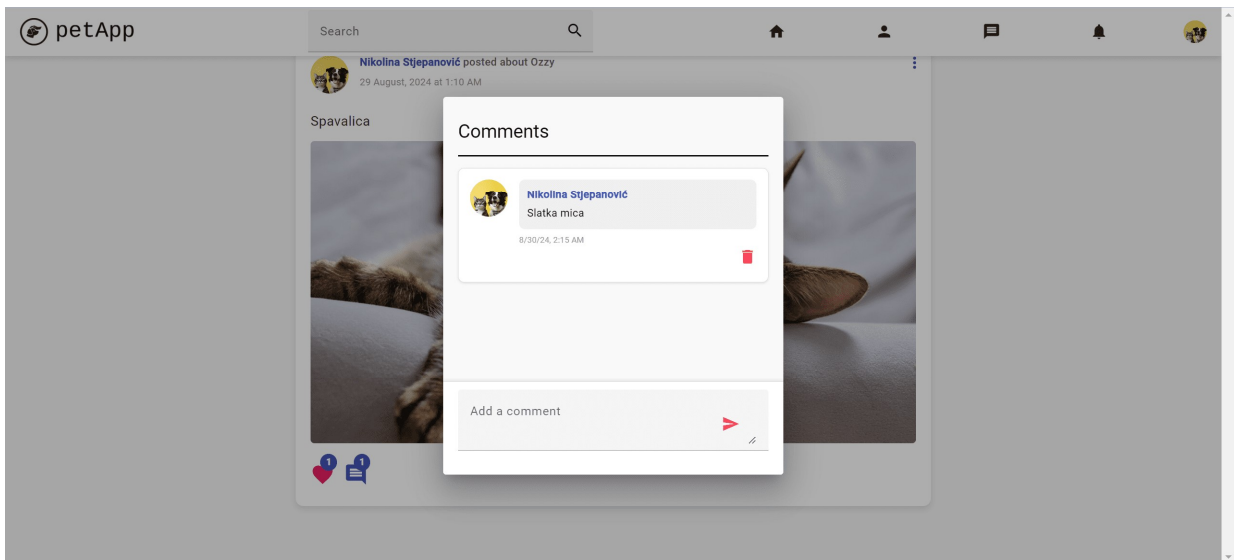 petApp
Search
Nikolina Stjepanović posted about Ozzy
29 August, 2024 at 1:10 AM
Spavalica
Comments
Nikolina Stjepanović
Slatka mica
8/30/24, 2:15 AM
Add a comment
1
1